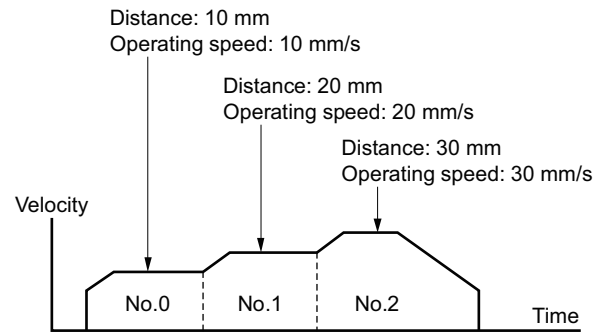 Distance: 10 mm
Operating speed: 10 mm/s
Distance: 20 mm
Operating speed: 20 mm/s
Distance: 30 mm
Operating speed: 30 mm/s
Velocity
No.0
No.1
No.2
Time